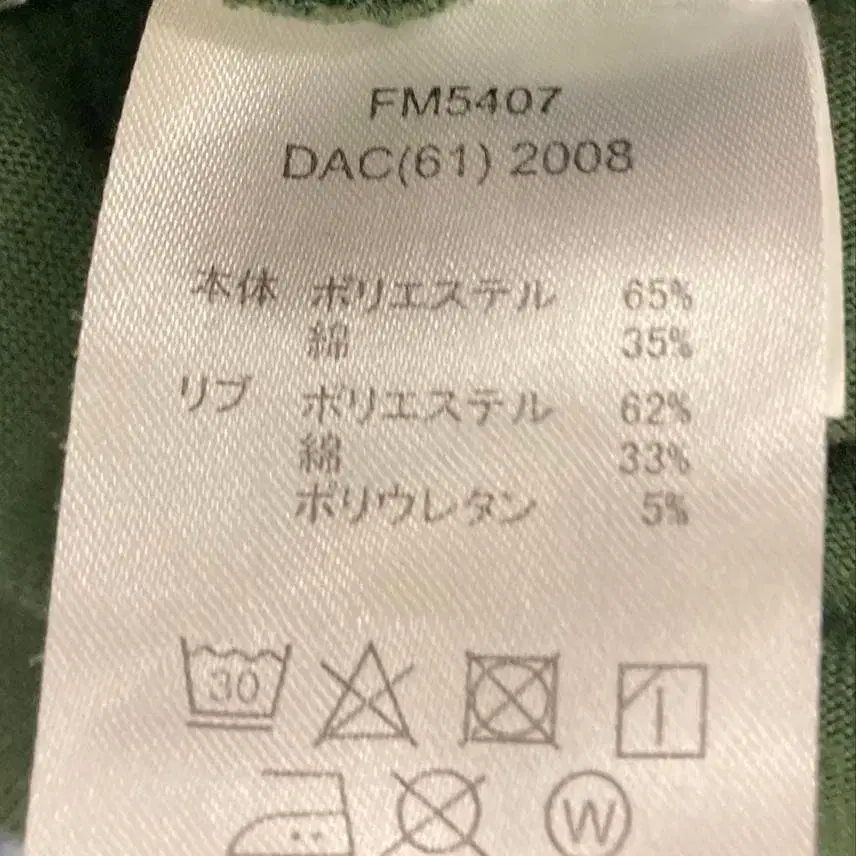 FM5407
DAC(61) 2008
本体 ポリエステル 65%
綿 35%
リブ ポリエステル 62%
綿 33%
ポリウレタン 5%
30
W